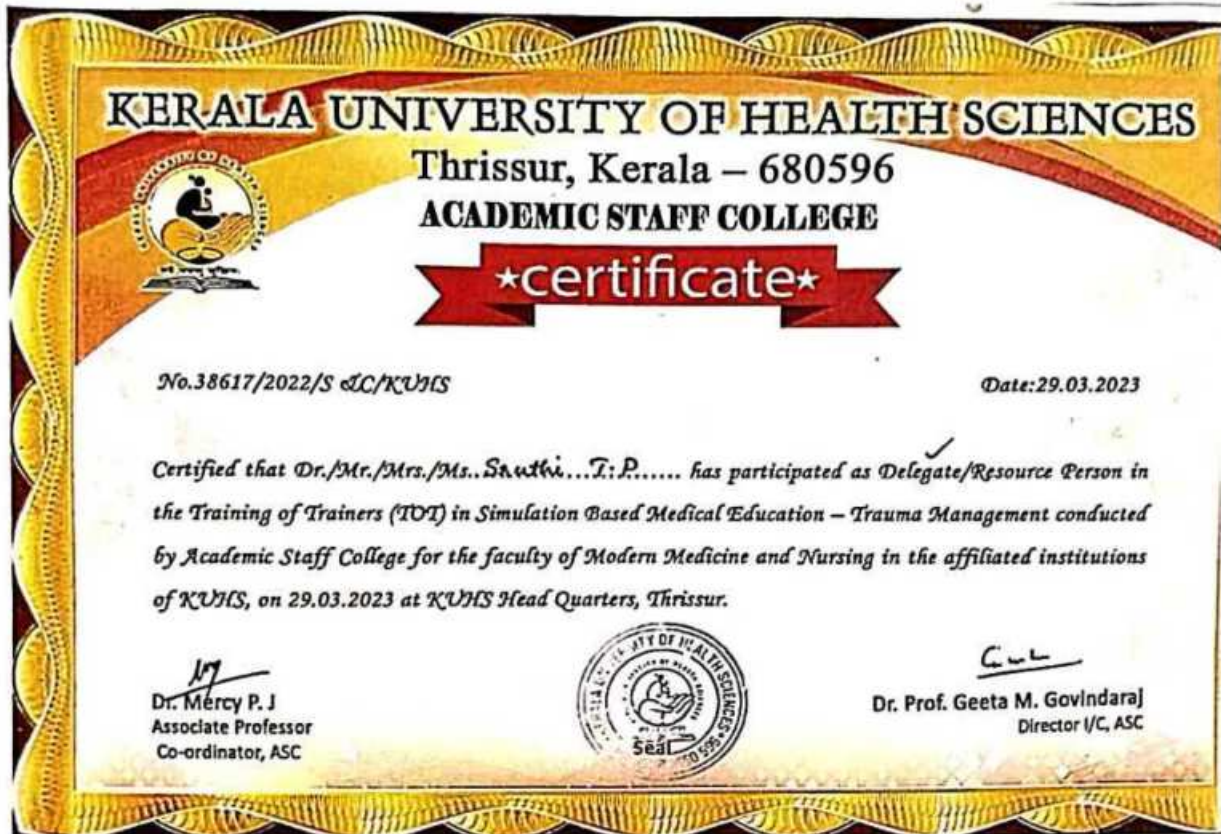 KERALA UNIVERSITY OF HEALTH SCIENCES
Thrissur, Kerala – 680596
ACADEMIC STAFF COLLEGE
★certificate★
No.38617/2022/S &C/KUHS
Date:29.03.2023
Certified that Dr./Mr./Mrs./Ms..Sruthi...T.P...... has participated as Delegate/Resource Person in
the Training of Trainers (TOT) in Simulation Based Medical Education – Trauma Management conducted
by Academic Staff College for the faculty of Modern Medicine and Nursing in the affiliated institutions
of KUHS, on 29.03.2023 at KUHS Head Quarters, Thrissur.
Dr. Mercy P. J
Associate Professor
Co-ordinator, ASC
Seal
Dr. Prof. Geeta M. Govindaraj
Director I/C, ASC